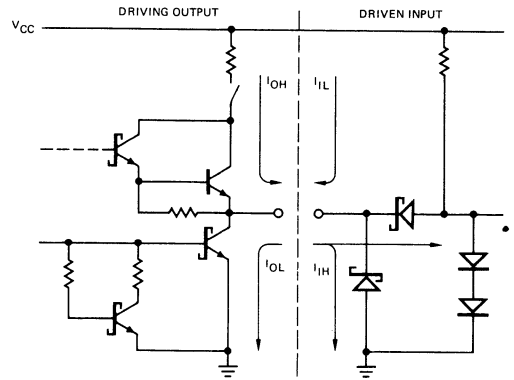 DRIVING OUTPUT
DRIVEN INPUT
VCC
IOH
IIL
IOL
IIH